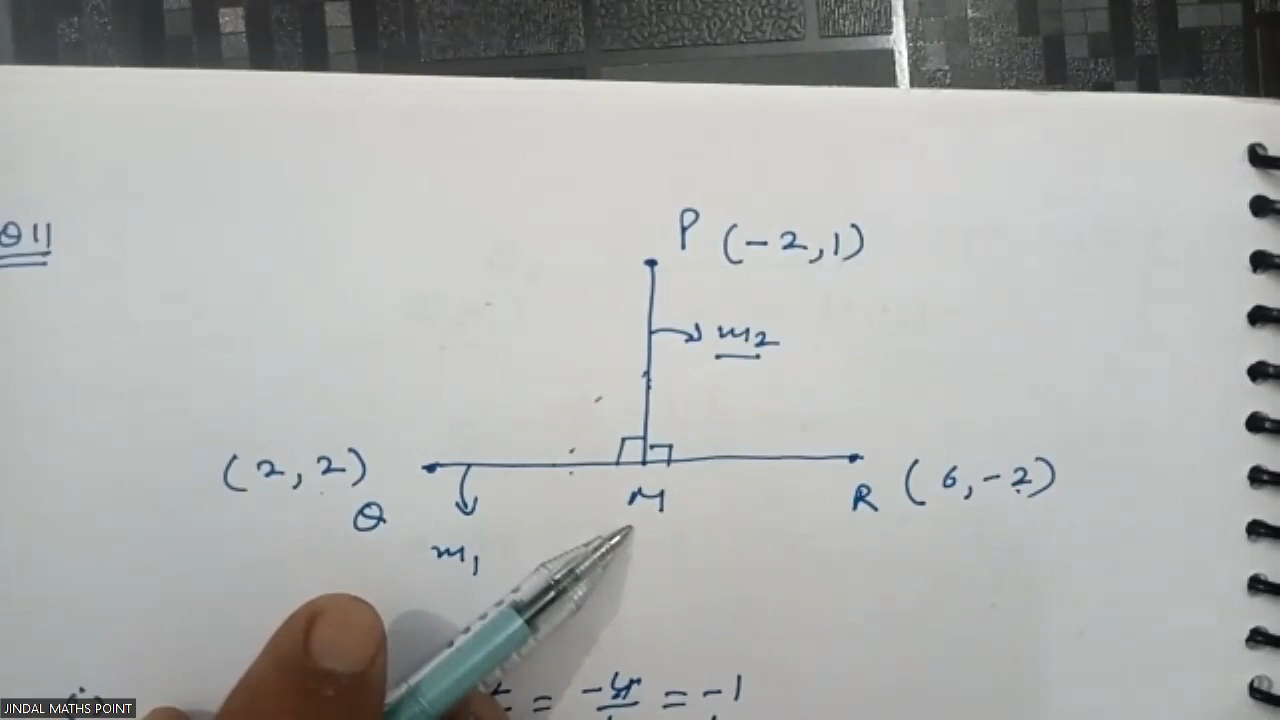 Q11
P (-2,1)
m2
(2,2)
Q
M
R (6,-2)
m1
= -4/ = -1
JINDAL MATHS POINT